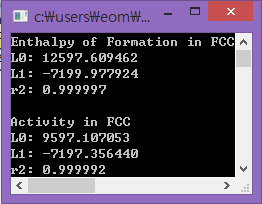 c:₩users₩eom₩...
Enthalpy of Formation in FCC
L0: 12597.609462
L1: -7199.977924
r2: 0.999997
Activity in FCC
L0: 9597.107053
L1: -7197.356440
r2: 0.999992